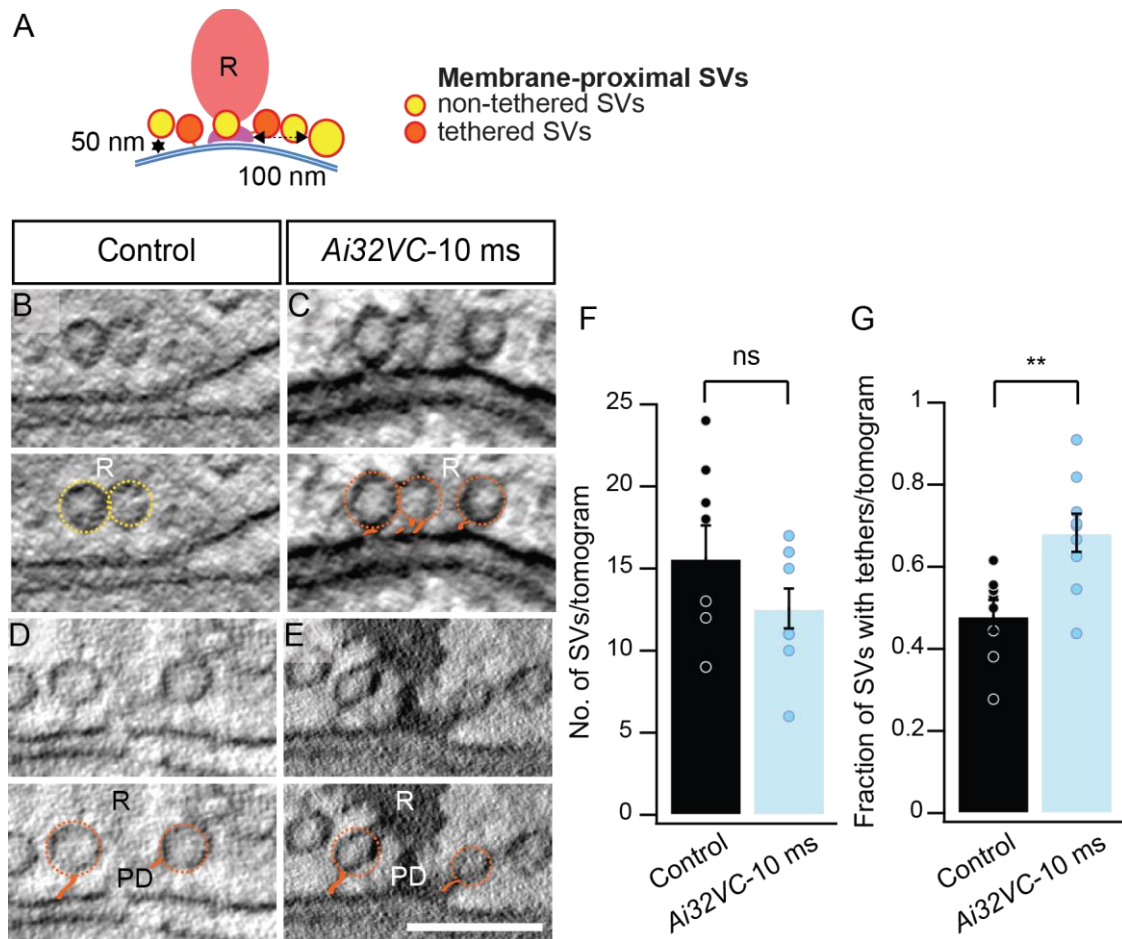 A
R
Membrane-proximal SVs
non-tethered SVs
tethered SVs
50 nm
100 nm
Control
Ai32VC-10 ms
B
C
R
R
D
E
R
PD
R
PD
F
ns
No. of SVs/tomogram
25
20
15
10
5
0
Control
Ai32VC-10 ms
G
**
Fraction of SVs with tethers/tomogram
1
0.8
0.6
0.4
0.2
0
Control
Ai32VC-10 ms